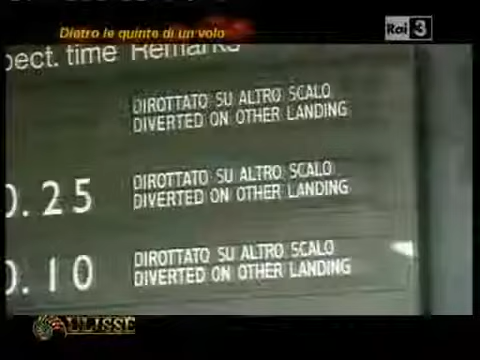 Dietro le quinte di un volo
Rai 3
pect. time Remarks
DIROTTATO SU ALTRO SCALO
DIVERTED ON OTHER LANDING
0.25
DIROTTATO SU ALTRO SCALO
DIVERTED ON OTHER LANDING
0.10
DIROTTATO SU ALTRO SCALO
DIVERTED ON OTHER LANDING
ULISSE